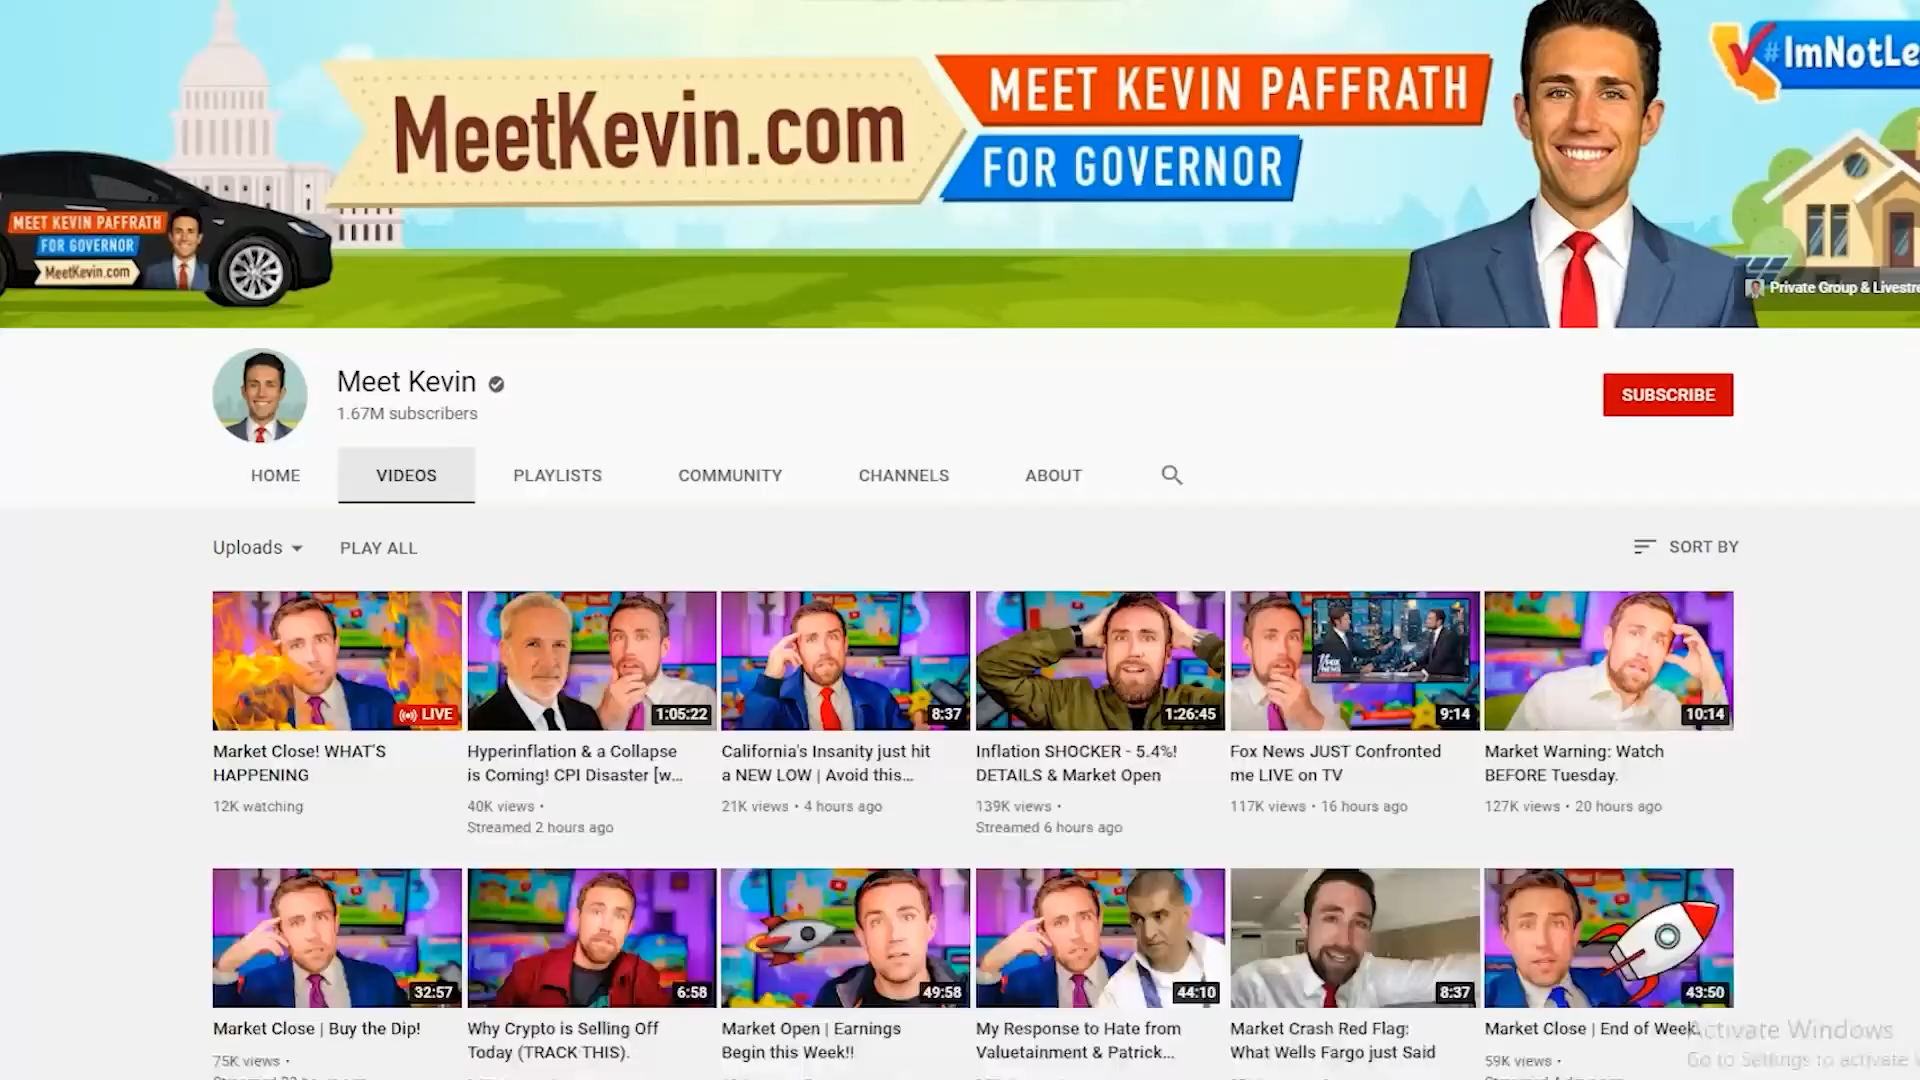 MeetKevin.com
MEET KEVIN PAFFRATH
FOR GOVERNOR
#ImNotLe
MEET KEVIN PAFFRATH
FOR GOVERNOR
MeetKevin.com
Private Group & Livestre
Meet Kevin
1.67M subscribers
SUBSCRIBE
HOME VIDEOS PLAYLISTS COMMUNITY CHANNELS ABOUT
Uploads PLAY ALL SORT BY
LIVE
1:05:22
8:37
1:26:45
FOX
NEWS
9:14
10:14
Market Close! WHAT'S
HAPPENING
12K watching
Hyperinflation & a Collapse
is Coming! CPI Disaster [w...
40K views •
Streamed 2 hours ago
California's Insanity just hit
a NEW LOW | Avoid this...
21K views • 4 hours ago
Inflation SHOCKER - 5.4%!
DETAILS & Market Open
139K views •
Streamed 6 hours ago
Fox News JUST Confronted
me LIVE on TV
117K views • 16 hours ago
Market Warning: Watch
BEFORE Tuesday.
127K views • 20 hours ago
32:57
6:58
49:58
44:10
8:37
43:50
Market Close | Buy the Dip!
75K views •
Why Crypto is Selling Off
Today (TRACK THIS).
Market Open | Earnings
Begin this Week!!
My Response to Hate from
Valuetainment & Patrick...
Market Crash Red Flag:
What Wells Fargo just Said
Market Close | End of Week.
59K views •
Activate Windows
Go to Settings to activate